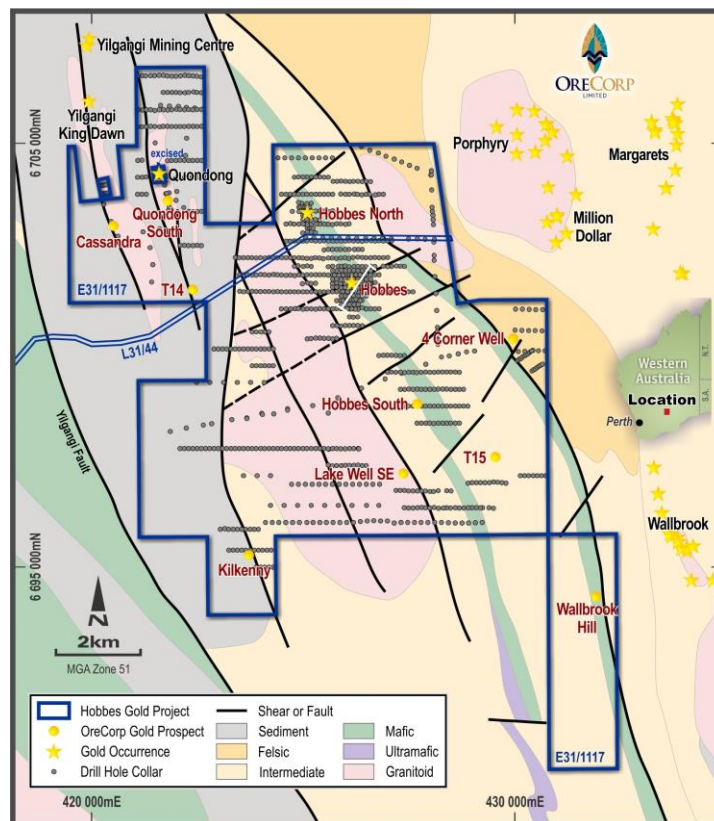 Yilgangi Mining Centre
ORECORP
LIMITED
Yilgangi
King Dawn
excised
Quondong
Porphyry
Margarets
6 705 000mN
Hobbes North
Quondong
South
Million
Dollar
Cassandra
E31/1117
T14
Hobbes
L31/44
4 Corner Well
N.T.
Western
Australia
S.A.
Location
Perth
Hobbes South
Yilgangi Fault
T15
Lake Well SE
Wallbrook
Kilkenny
6 695 000mN
Wallbrook
Hill
N
2km
MGA Zone 51
Hobbes Gold Project
OreCorp Gold Prospect
Gold Occurrence
Drill Hole Collar
Shear or Fault
Sediment
Felsic
Intermediate
Mafic
Ultramafic
Granitoid
E31/1117
420 000mE
430 000mE